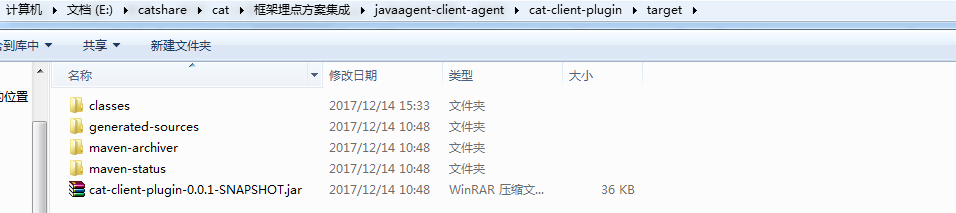 计算机 ▸ 文档 (E:) ▸ catshare ▸ cat ▸ 框架埋点方案集成 ▸ javaagent-client-agent ▸ cat-client-plugin ▸ target ▸
到库中 共享 新建文件夹
名称 修改日期 类型 大小
的位置
classes 2017/12/14 15:33 文件夹
generated-sources 2017/12/14 10:48 文件夹
maven-archiver 2017/12/14 10:48 文件夹
maven-status 2017/12/14 10:48 文件夹
cat-client-plugin-0.0.1-SNAPSHOT.jar 2017/12/14 10:48 WinRAR 压缩文... 36 KB